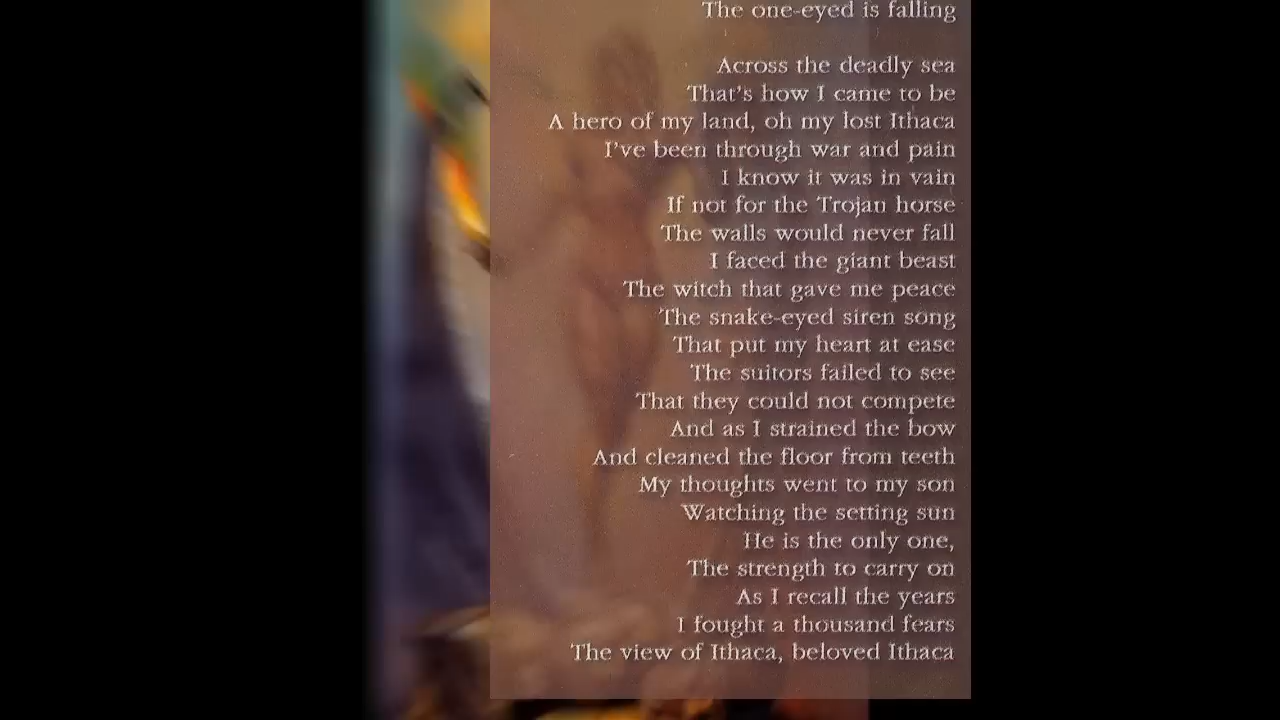 The one-eyed is falling
Across the deadly sea
That's how I came to be
A hero of my land, oh my lost Ithaca
I've been through war and pain
I know it was in vain
If not for the Trojan horse
The walls would never fall
I faced the giant beast
The witch that gave me peace
The snake-eyed siren song
That put my heart at ease
The suitors failed to see
That they could not compete
And as I strained the bow
And cleaned the floor from teeth
My thoughts went to my son
Watching the setting sun
He is the only one,
The strength to carry on
As I recall the years
I fought a thousand fears
The view of Ithaca, beloved Ithaca